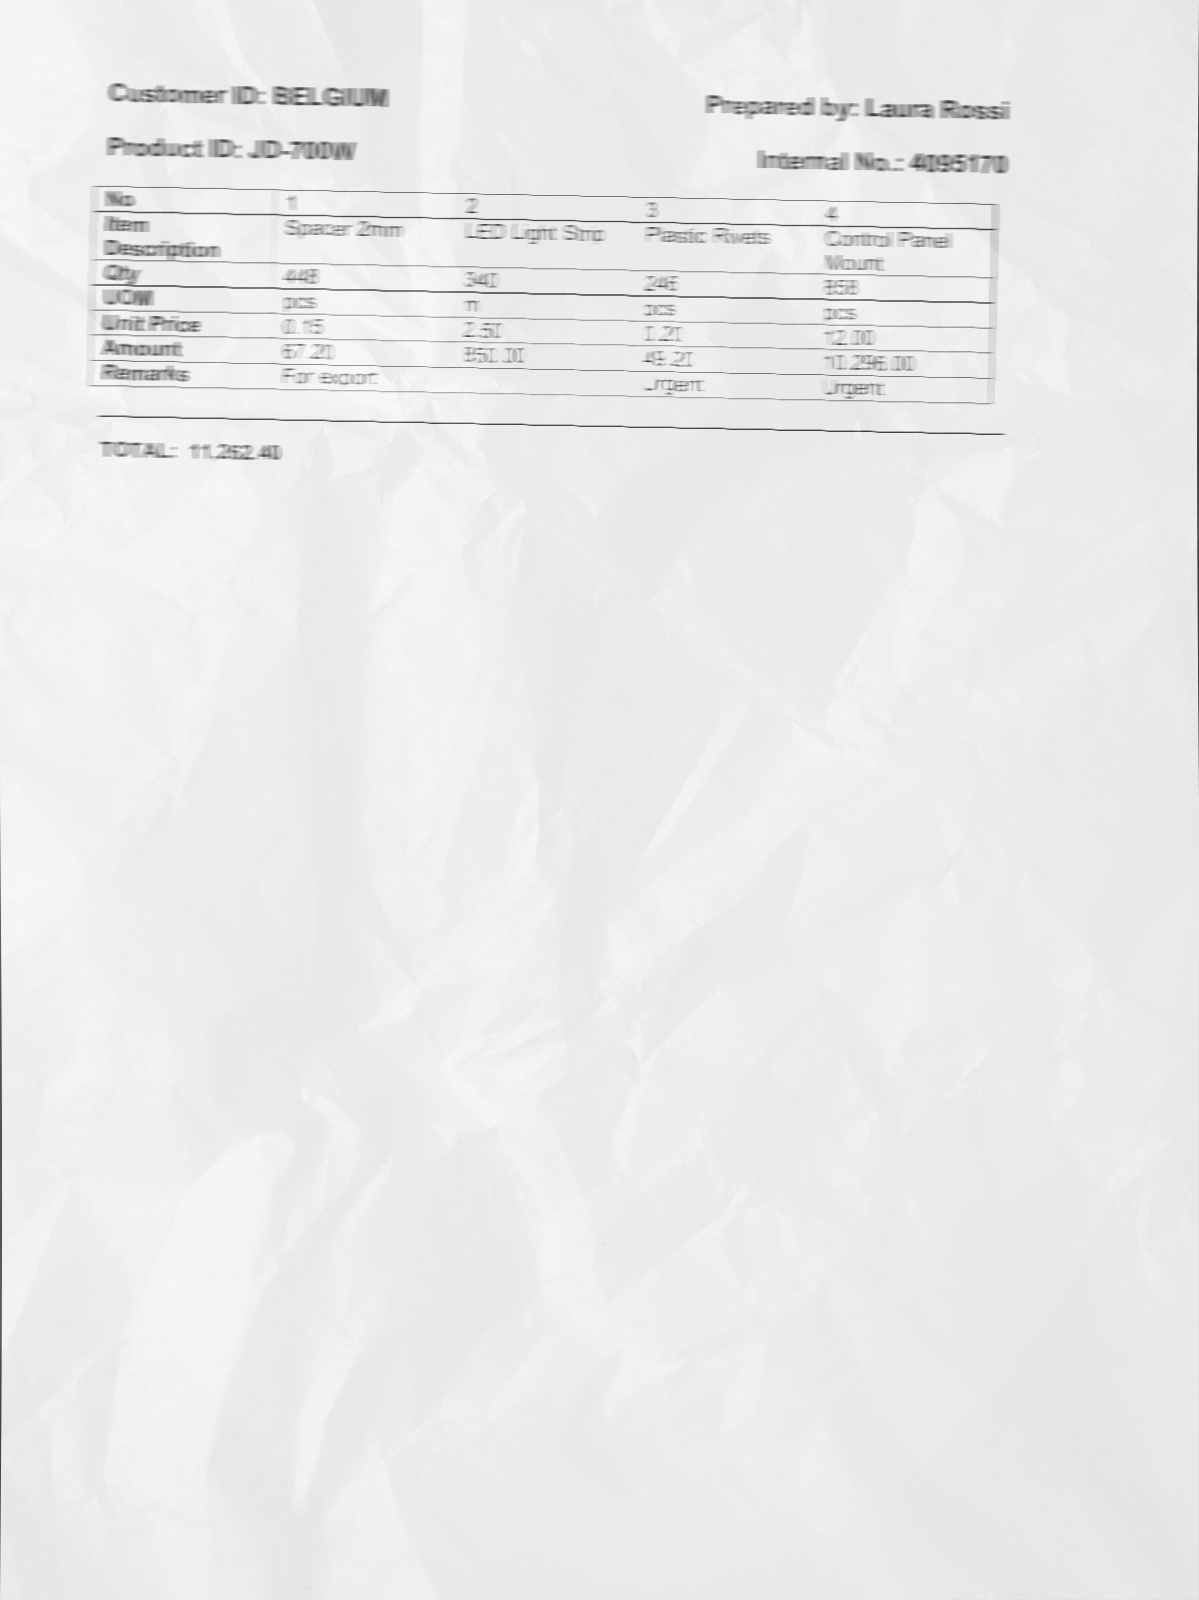 Customer ID: BELGIUM
Prepared by: Laura Rossi
Product ID: JD-700W
Internal No.: 4095170
No 1 2 3 4
Item Description Spacer 2mm LED Light Strip Plastic Rivets Control Panel Mount
Qty 448 340 246 858
UOM pcs m pcs pcs
Unit Price 0.15 2.50 0.20 12.00
Amount 67.20 850.00 49.20 10,296.00
Remarks For export Urgent Urgent
TOTAL: 11,262.40